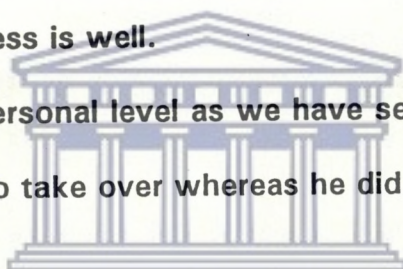 ess is well.
ersonal level as we have se
o take over whereas he did